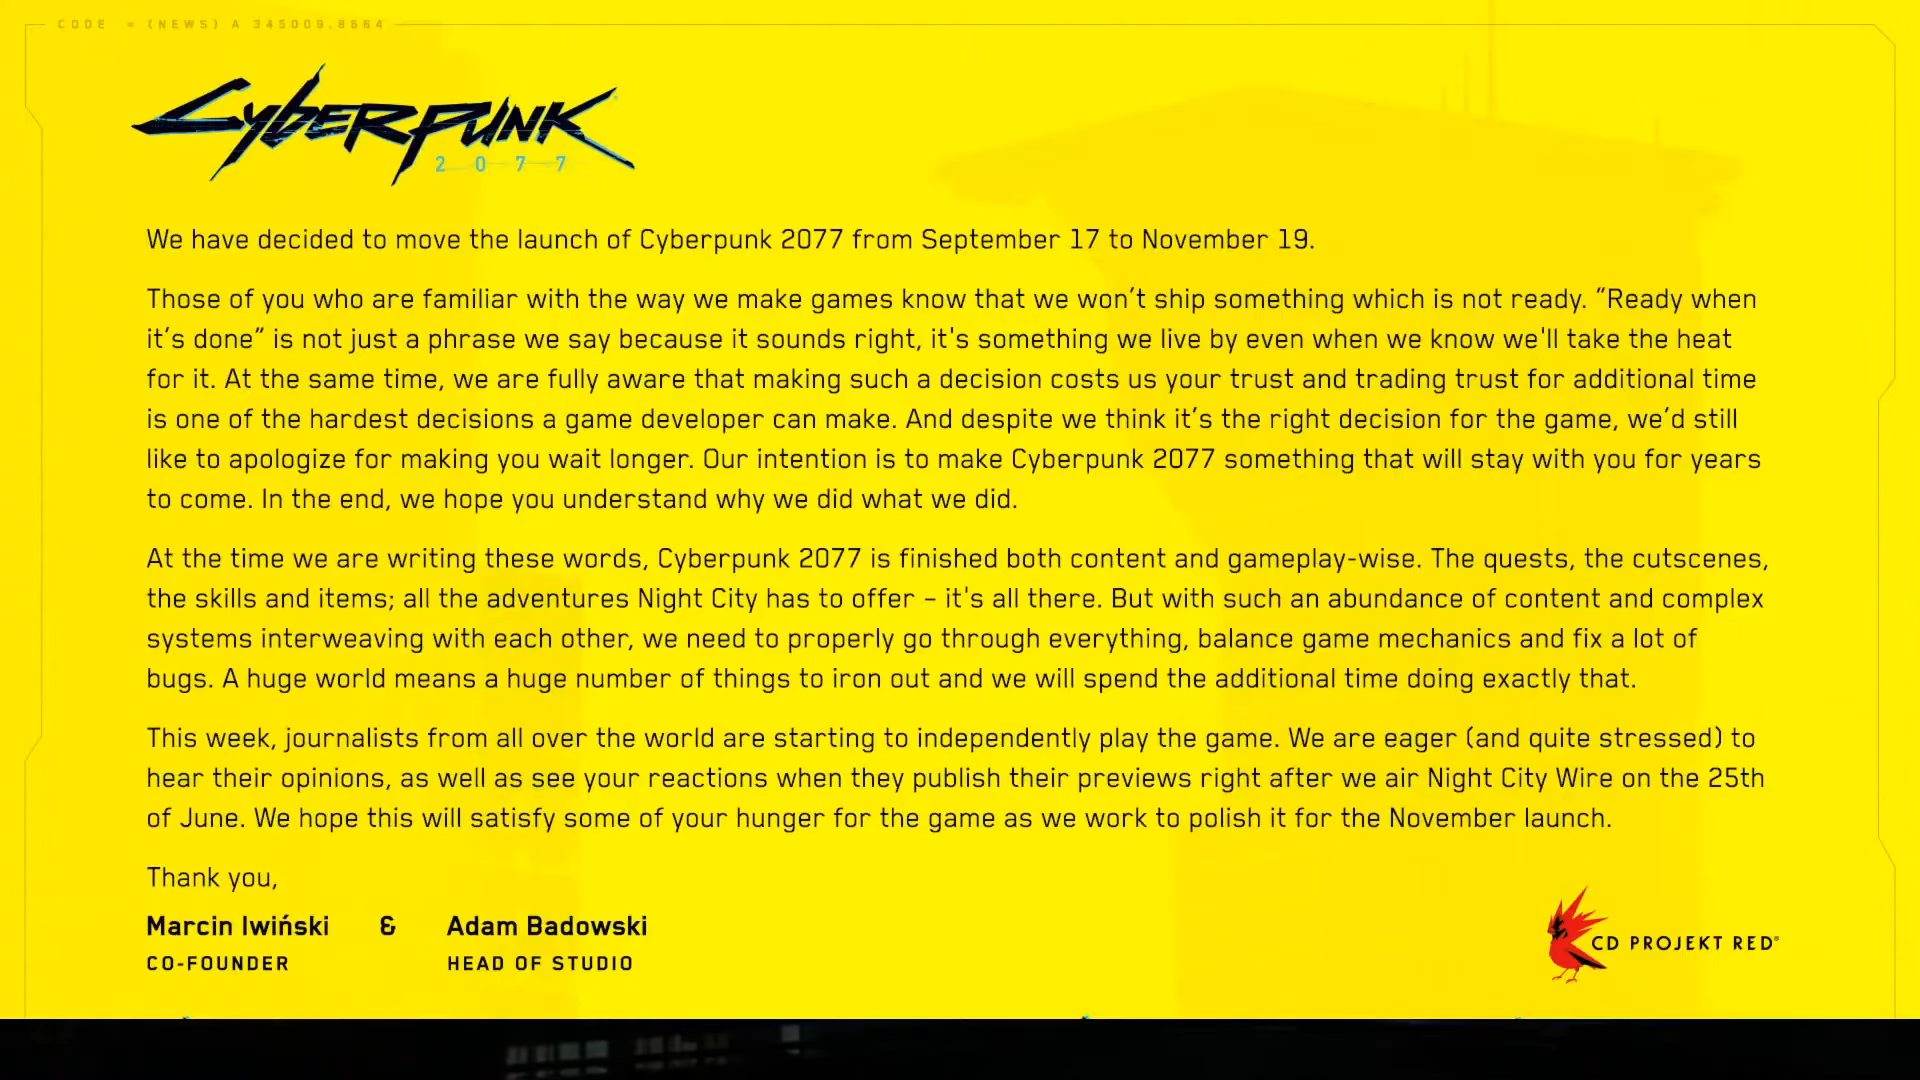 CODE < (NEWS) A 345009.8564
Cyberpunk
2077
We have decided to move the launch of Cyberpunk 2077 from September 17 to November 19.
Those of you who are familiar with the way we make games know that we won’t ship something which is not ready. “Ready when
it’s done” is not just a phrase we say because it sounds right, it's something we live by even when we know we'll take the heat
for it. At the same time, we are fully aware that making such a decision costs us your trust and trading trust for additional time
is one of the hardest decisions a game developer can make. And despite we think it’s the right decision for the game, we’d still
like to apologize for making you wait longer. Our intention is to make Cyberpunk 2077 something that will stay with you for years
to come. In the end, we hope you understand why we did what we did.
At the time we are writing these words, Cyberpunk 2077 is finished both content and gameplay-wise. The quests, the cutscenes,
the skills and items; all the adventures Night City has to offer – it's all there. But with such an abundance of content and complex
systems interweaving with each other, we need to properly go through everything, balance game mechanics and fix a lot of
bugs. A huge world means a huge number of things to iron out and we will spend the additional time doing exactly that.
This week, journalists from all over the world are starting to independently play the game. We are eager (and quite stressed) to
hear their opinions, as well as see your reactions when they publish their previews right after we air Night City Wire on the 25th
of June. We hope this will satisfy some of your hunger for the game as we work to polish it for the November launch.
Thank you,
Marcin Iwiński & Adam Badowski
CO-FOUNDER HEAD OF STUDIO
CD PROJEKT RED®